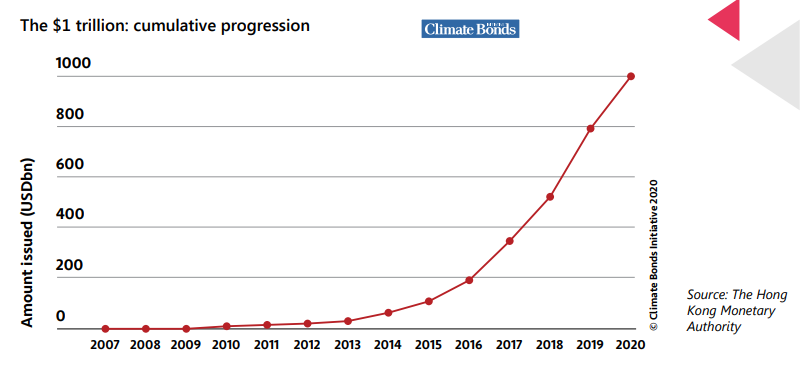 The $1 trillion: cumulative progression
Climate Bonds
1000
800
600
400
200
0
Amount issued (USDbn)
2007 2008 2009 2010 2011 2012 2013 2014 2015 2016 2017 2018 2019 2020
© Climate Bonds Initiative 2020
Source: The Hong
Kong Monetary
Authority